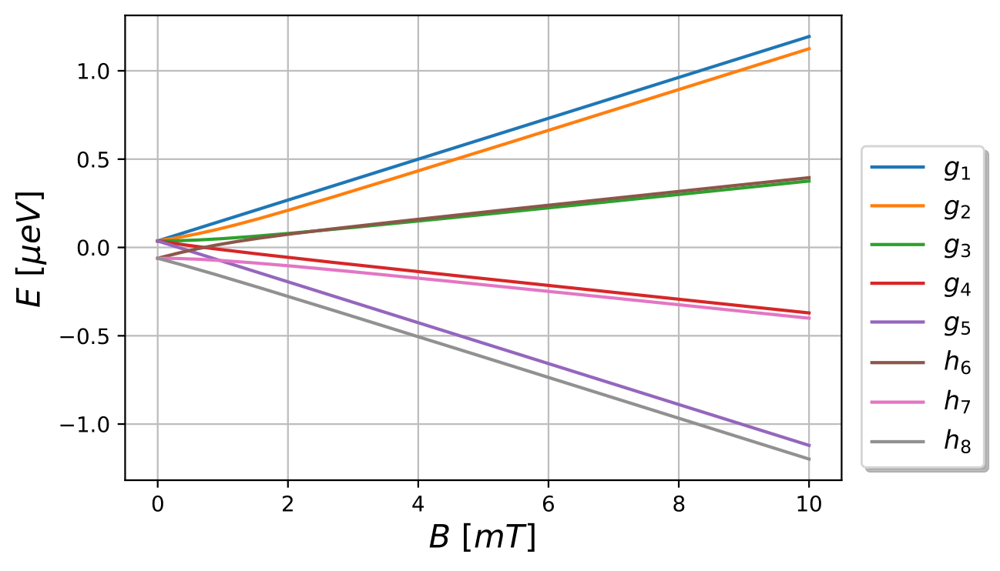 1.0
0.5
0.0
−0.5
−1.0
E [μeV]
0 2 4 6 8 10
B [mT]
g₁
g₂
g₃
g₄
g₅
h₆
h₇
h₈